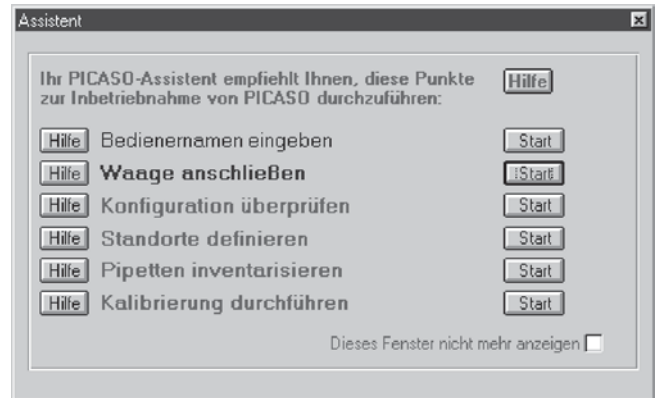 Assistent
Ihr PICASO-Assistent empfiehlt Ihnen, diese Punkte
zur Inbetriebnahme von PICASO durchzuführen:
Hilfe
Hilfe Bedienernamen eingeben Start
Hilfe Waage anschließen Start
Hilfe Konfiguration überprüfen Start
Hilfe Standorte definieren Start
Hilfe Pipetten inventarisieren Start
Hilfe Kalibrierung durchführen Start
Dieses Fenster nicht mehr anzeigen